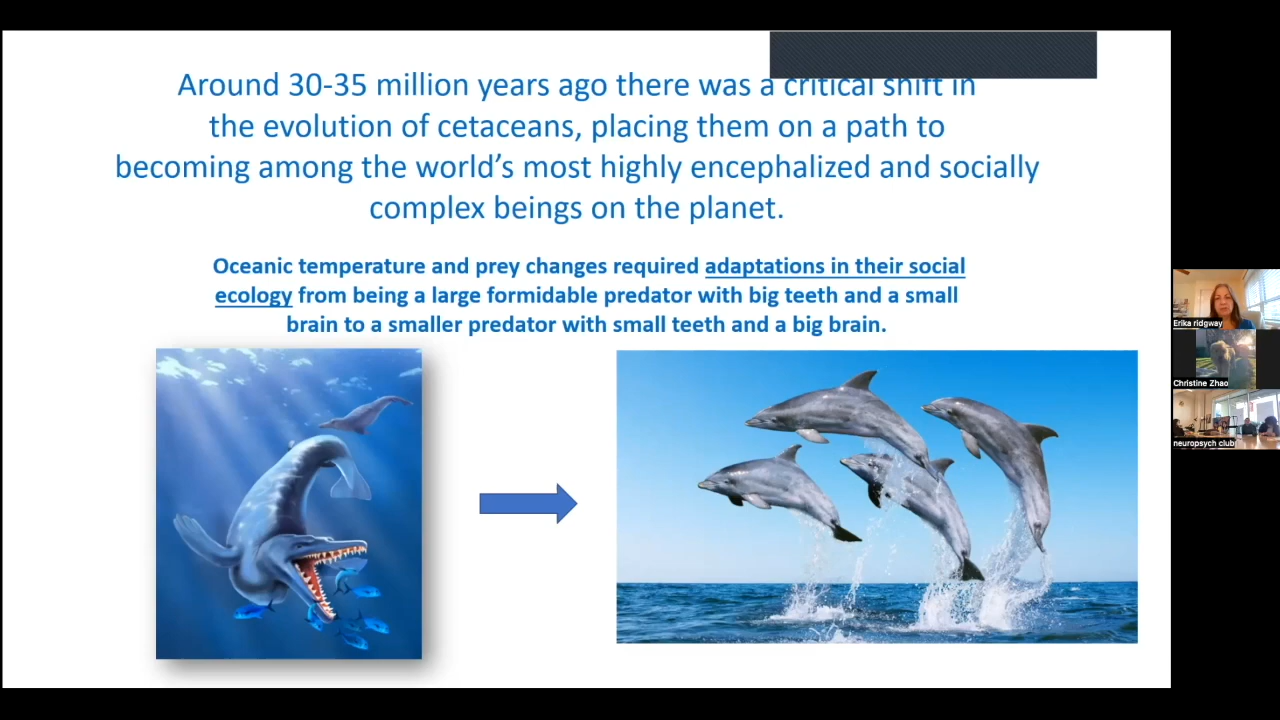 Around 30-35 million years ago there was a critical shift in
the evolution of cetaceans, placing them on a path to
becoming among the world's most highly encephalized and socially
complex beings on the planet.
Oceanic temperature and prey changes required adaptations in their social
ecology from being a large formidable predator with big teeth and a small
brain to a smaller predator with small teeth and a big brain.
Erika ridgway
Christine Zhao
neuropsych club